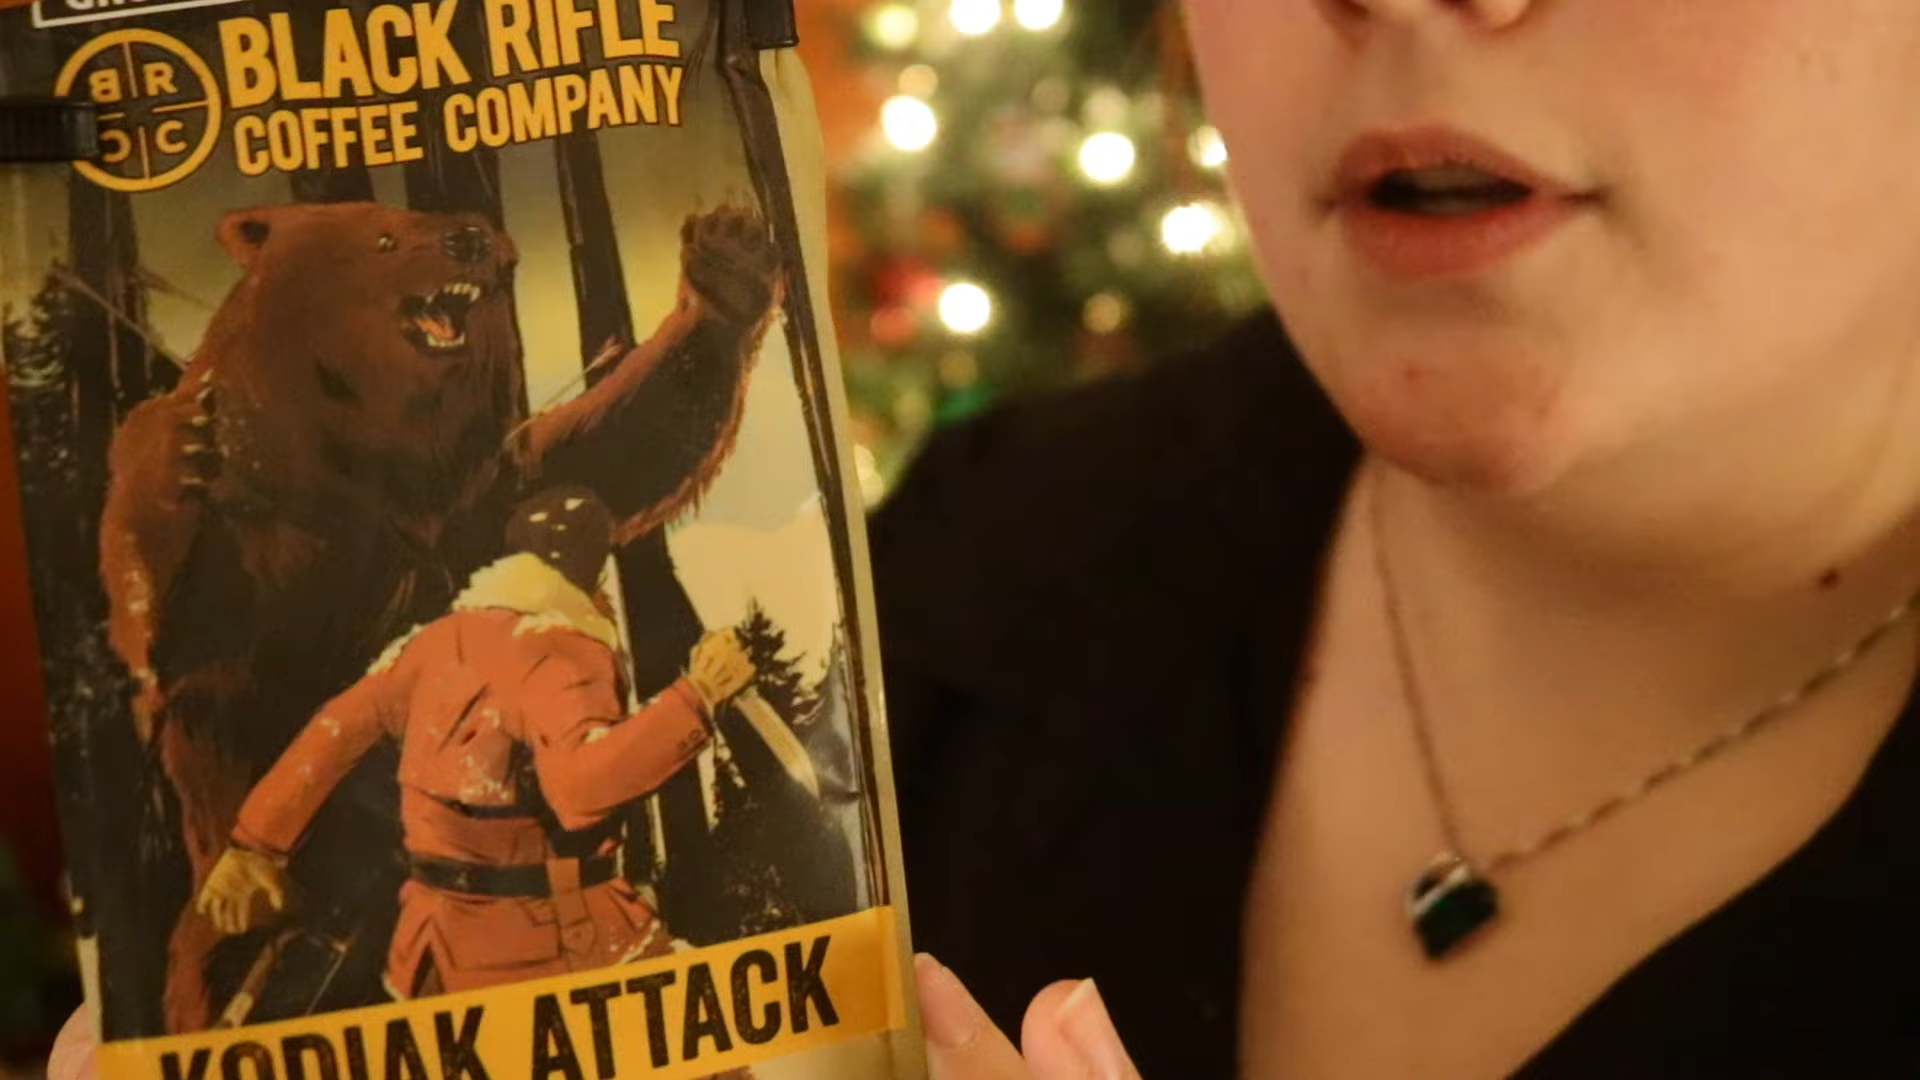 BLACK RIFLE
COFFEE COMPANY
B R
C C
KODIAK ATTACK